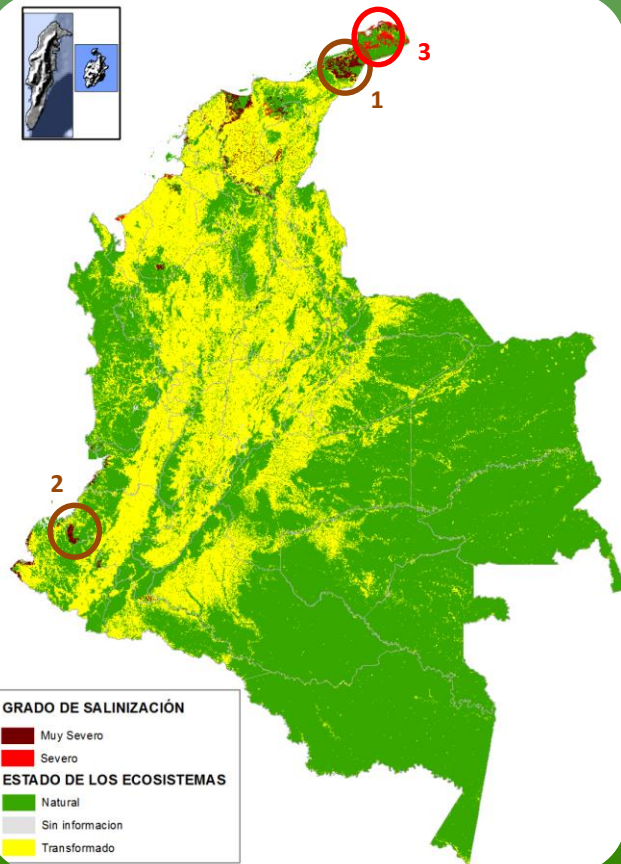 3
1
2
GRADO DE SALINIZACIÓN
Muy Severo
Severo
ESTADO DE LOS ECOSISTEMAS
Natural
Sin informacion
Transformado